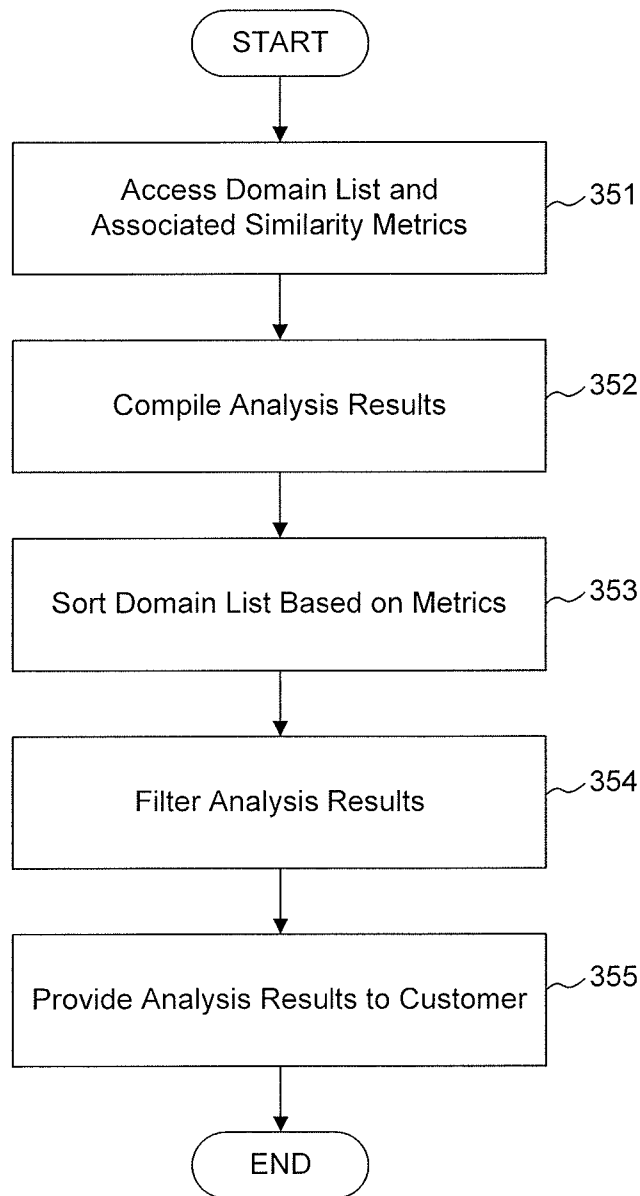 START
Access Domain List and
Associated Similarity Metrics
351
Compile Analysis Results
352
Sort Domain List Based on Metrics
353
Filter Analysis Results
354
Provide Analysis Results to Customer
355
END